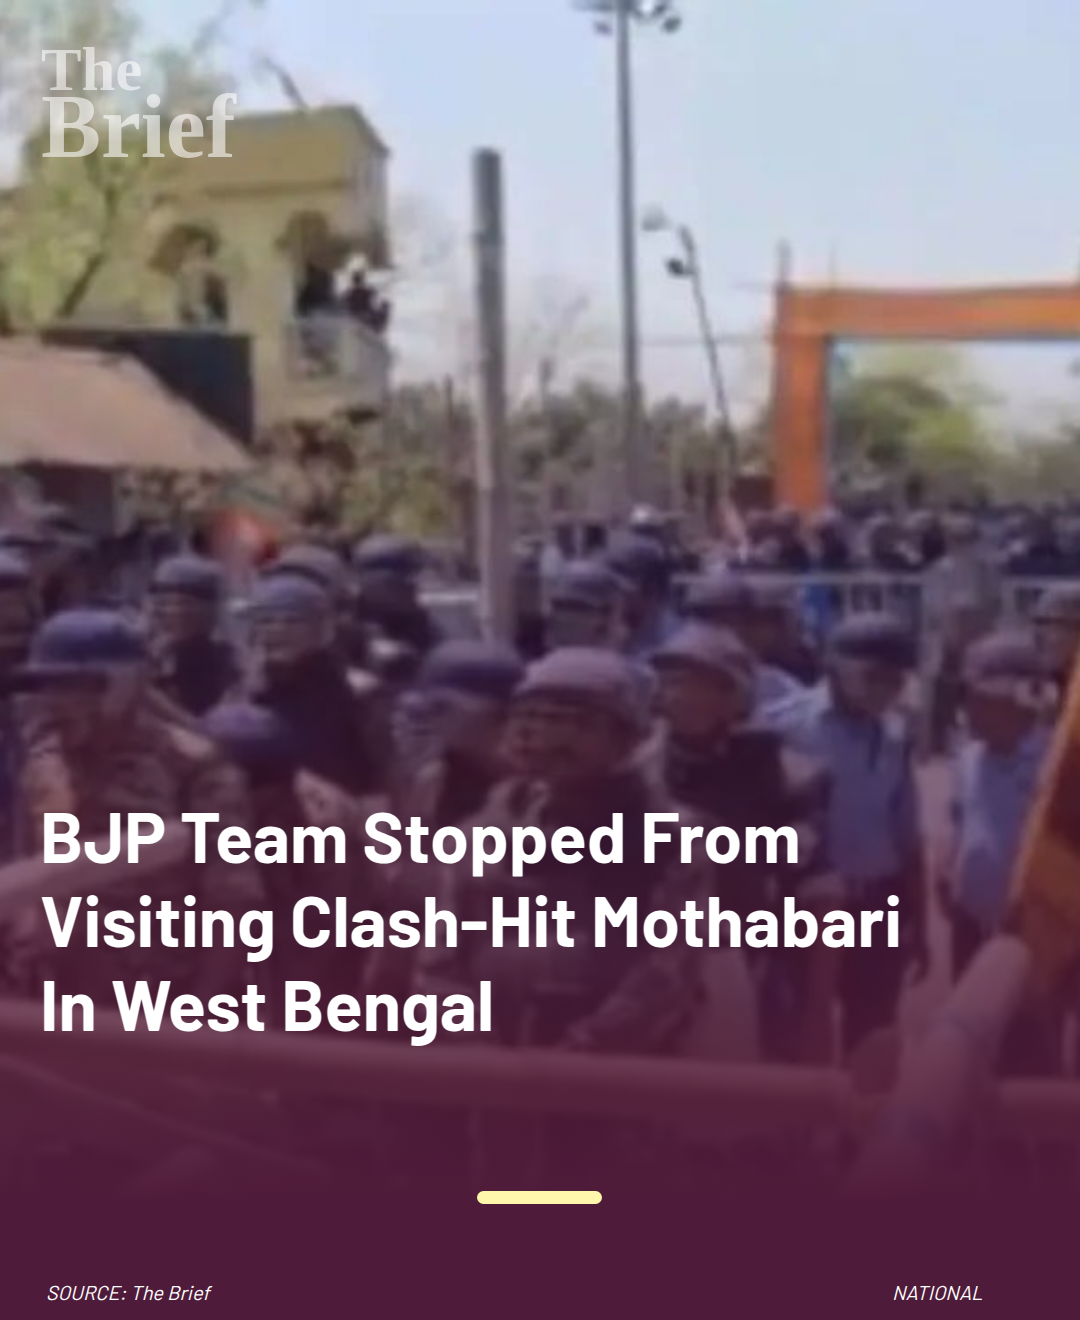 The
Brief
BJP Team Stopped From
Visiting Clash-Hit Mothabari
In West Bengal
SOURCE: The Brief
NATIONAL